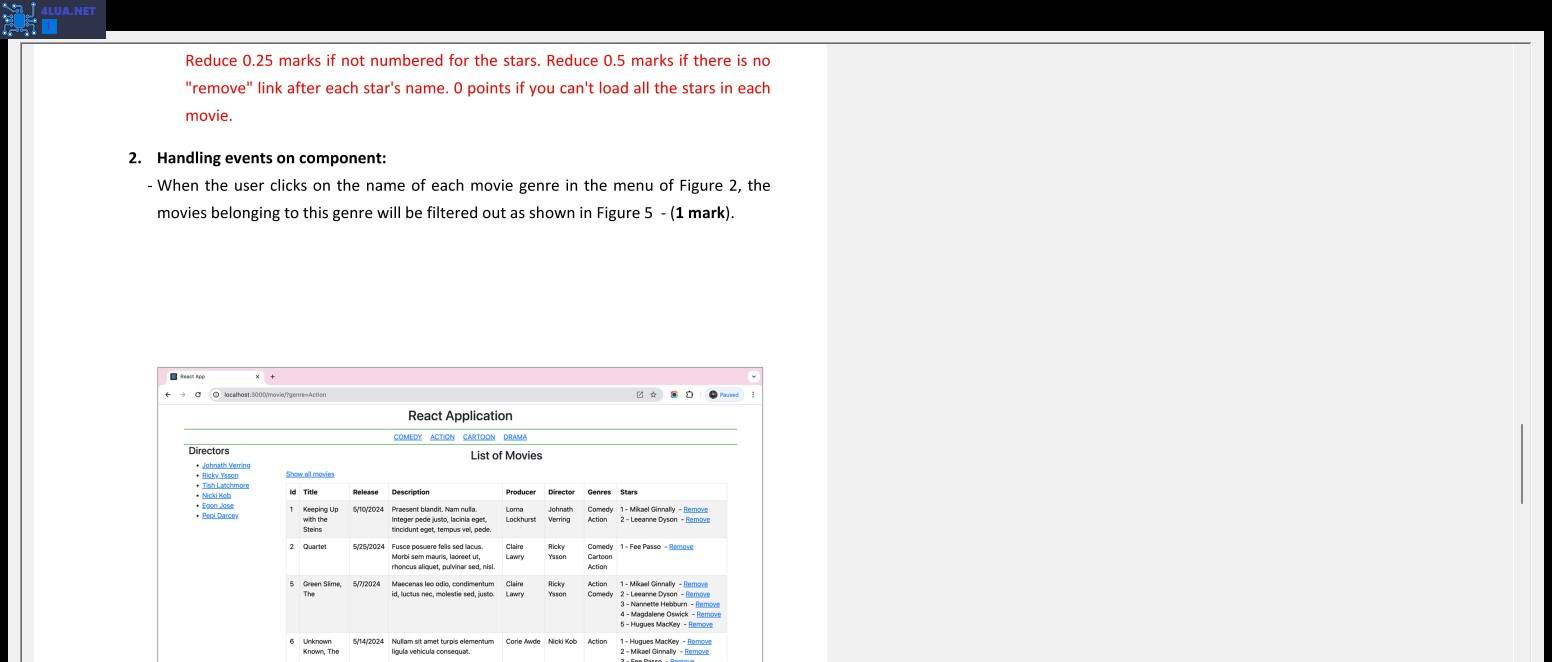 4LUA.NET
Reduce 0.25 marks if not numbered for the stars. Reduce 0.5 marks if there is no
"remove" link after each star's name. 0 points if you can't load all the stars in each
movie.
2. Handling events on component:
- When the user clicks on the name of each movie genre in the menu of Figure 2, the
movies belonging to this genre will be filtered out as shown in Figure 5 - (1 mark).
React App
localhost:3000/movie/?genre=Action
Paused
React Application
COMEDY ACTION CARTOON DRAMA
Directors
• Johnath Verring
• Ricky Ysson
• Tish Latchmore
• Nicki Kob
• Egon Jose
• Pepi Darcey
List of Movies
Show all movies
Id Title Release Description Producer Director Genres Stars
1 Keeping Up 5/10/2024 Praesent blandit. Nam nulla. Lorna Johnath Comedy 1 - Mikael Ginnally - Remove
with the Integer pede justo, lacinia eget, Lockhurst Verring Action 2 - Leeanne Dyson - Remove
Steins tincidunt eget, tempus vel, pede.
2 Quartet 5/25/2024 Fusce posuere felis sed lacus. Claire Ricky Comedy 1 - Fee Passo - Remove
Morbi sem mauris, laoreet ut, Lawry Ysson Cartoon
rhoncus aliquet, pulvinar sed, nisl. Action
5 Green Slime, 5/7/2024 Maecenas leo odio, condimentum Claire Ricky Action 1 - Mikael Ginnally - Remove
The id, luctus nec, molestie sed, justo. Lawry Ysson Comedy 2 - Leeanne Dyson - Remove
3 - Nannette Hebburn - Remove
4 - Magdalene Oswick - Remove
5 - Hugues MacKey - Remove
6 Unknown 5/14/2024 Nullam sit amet turpis elementum Corie Awde Nicki Kob Action 1 - Hugues MacKey - Remove
Known, The ligula vehicula consequat. 2 - Mikael Ginnally - Remove
3 - Fee Passo - Remove